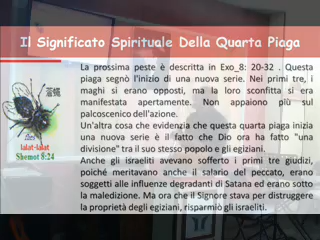 Il Significato Spirituale Della Quarta Piaga
蒼蠅
lalat-lalat
Shemot 8:24
La prossima peste è descritta in Exo_8: 20-32 . Questa
piaga segnò l'inizio di una nuova serie. Nei primi tre, i
maghi si erano opposti, ma la loro sconfitta si era
manifestata apertamente. Non appaiono più sul
palcoscenico dell'azione.
Un'altra cosa che evidenzia che questa quarta piaga inizia
una nuova serie è il fatto che Dio ora ha fatto "una
divisione" tra il suo stesso popolo e gli egiziani.
Anche gli israeliti avevano sofferto i primi tre giudizi,
poiché meritavano anche il salario del peccato, erano
soggetti alle influenze degradanti di Satana ed erano sotto
la maledizione. Ma ora che il Signore stava per distruggere
la proprietà degli egiziani, risparmiò gli israeliti.